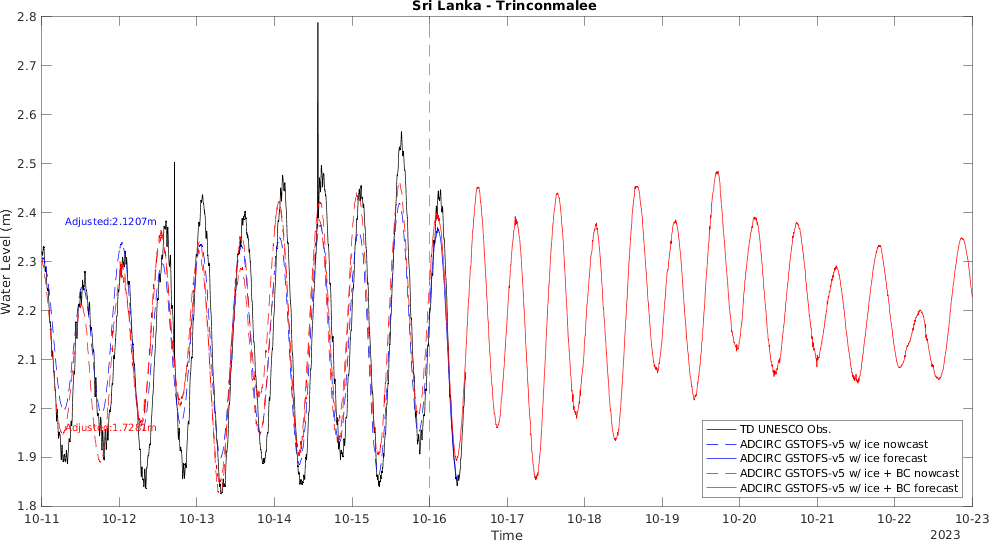 Sri Lanka - Trinconmalee
2.8
2.7
2.6
2.5
2.4
2.3
2.2
2.1
2
1.9
1.8
Water Level (m)
Adjusted:2.1207m
Adjusted:1.7281m
TD UNESCO Obs.
ADCIRC GSTOFS-v5 w/ ice nowcast
ADCIRC GSTOFS-v5 w/ ice forecast
ADCIRC GSTOFS-v5 w/ ice + BC nowcast
ADCIRC GSTOFS-v5 w/ ice + BC forecast
10-11 10-12 10-13 10-14 10-15 10-16 10-17 10-18 10-19 10-20 10-21 10-22 10-23
Time
2023